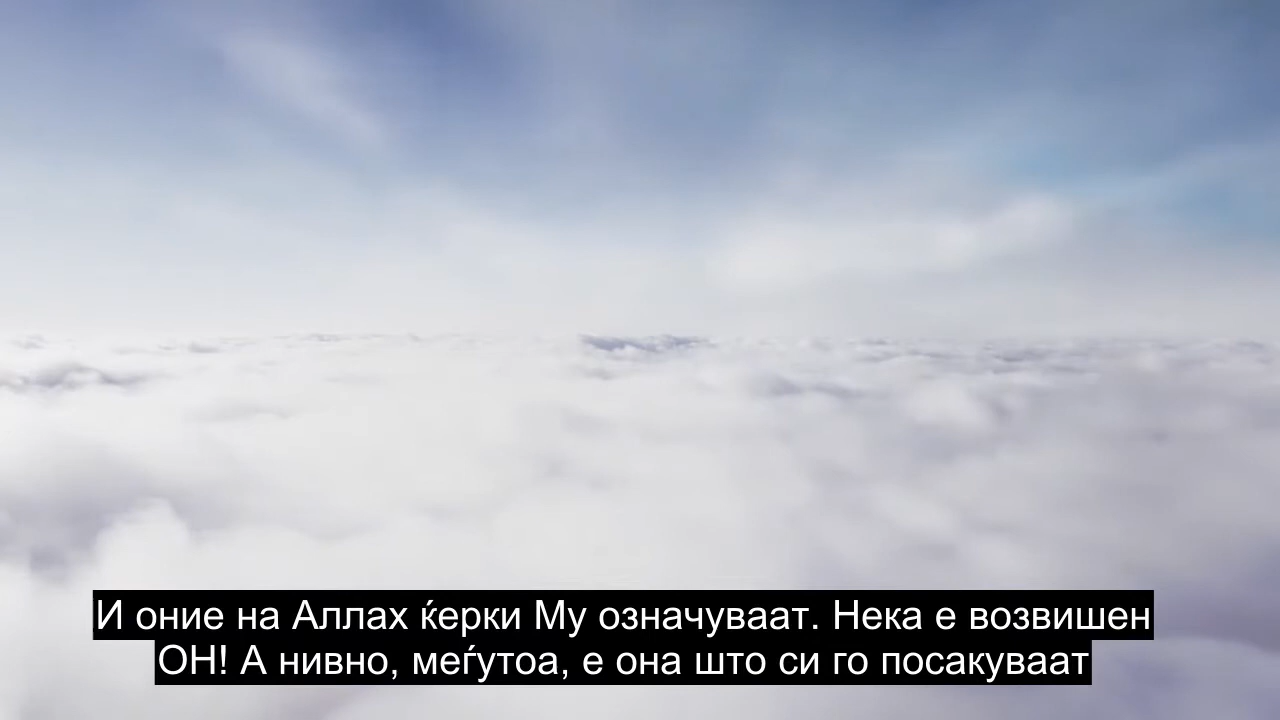 И оние на Аллах ќерки Му означуваат. Нека е возвишен
ОН! А нивно, меѓутоа, е она што си го посакуваат